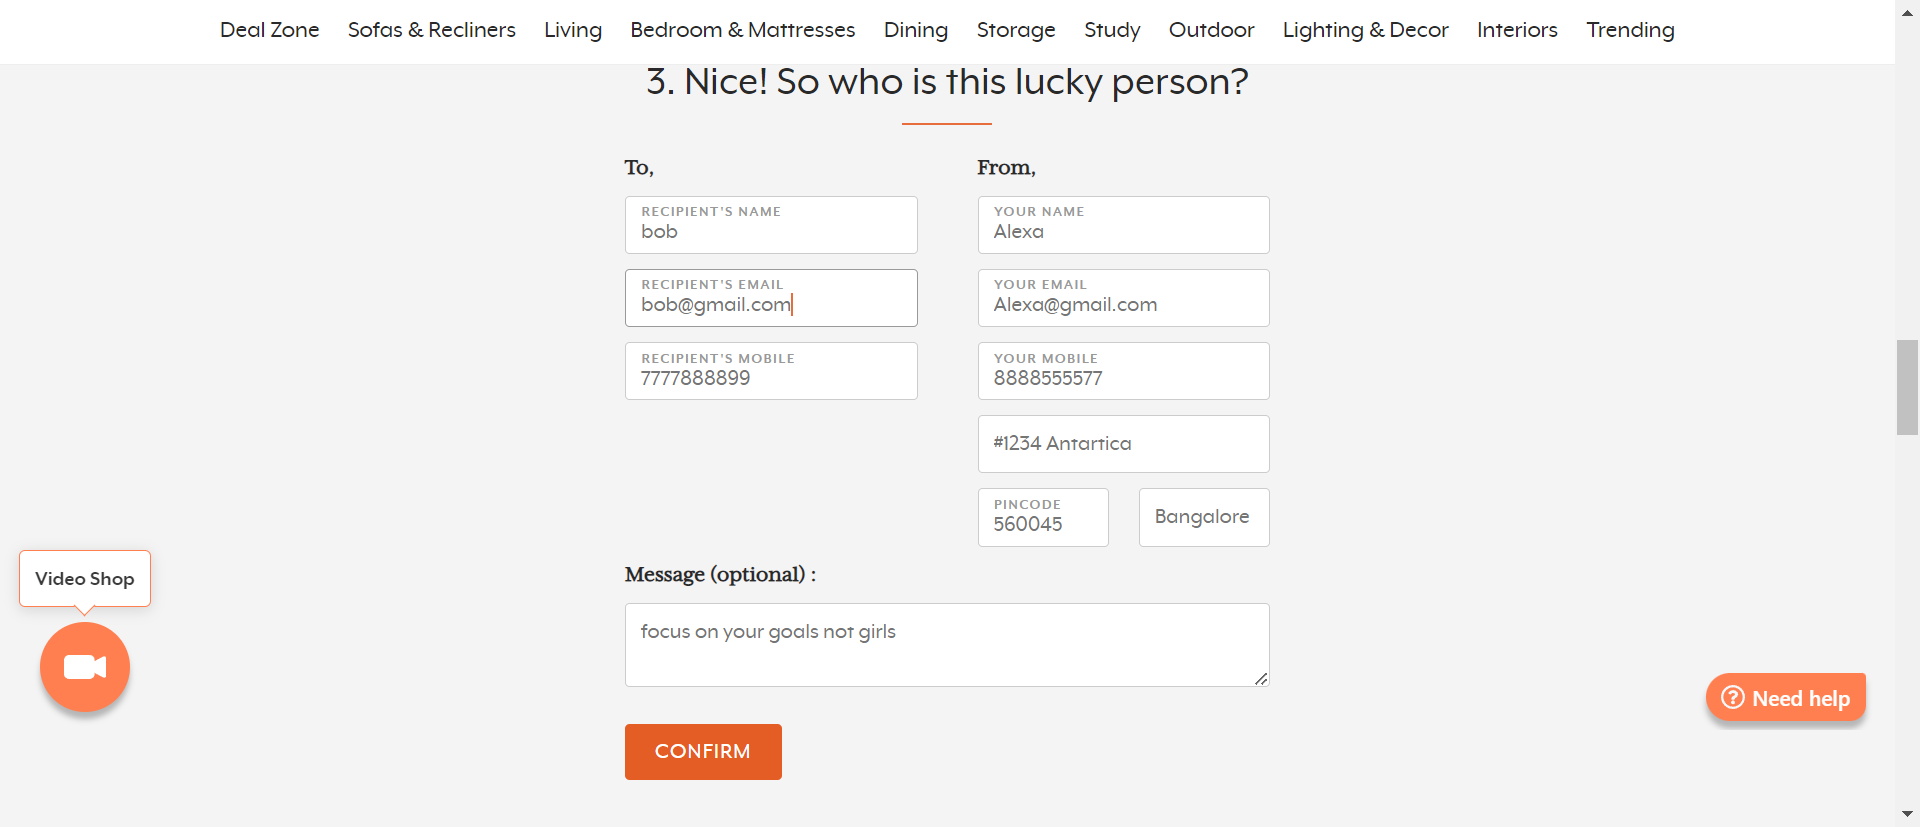 Deal Zone Sofas & Recliners Living Bedroom & Mattresses Dining Storage Study Outdoor Lighting & Decor Interiors Trending
3. Nice! So who is this lucky person?
To,
RECIPIENT'S NAME
bob
RECIPIENT'S EMAIL
bob@gmail.com
RECIPIENT'S MOBILE
7777888899
From,
YOUR NAME
Alexa
YOUR EMAIL
Alexa@gmail.com
YOUR MOBILE
8888555577
#1234 Antartica
PINCODE
560045
Bangalore
Message (optional) :
focus on your goals not girls
CONFIRM
Video Shop
Need help